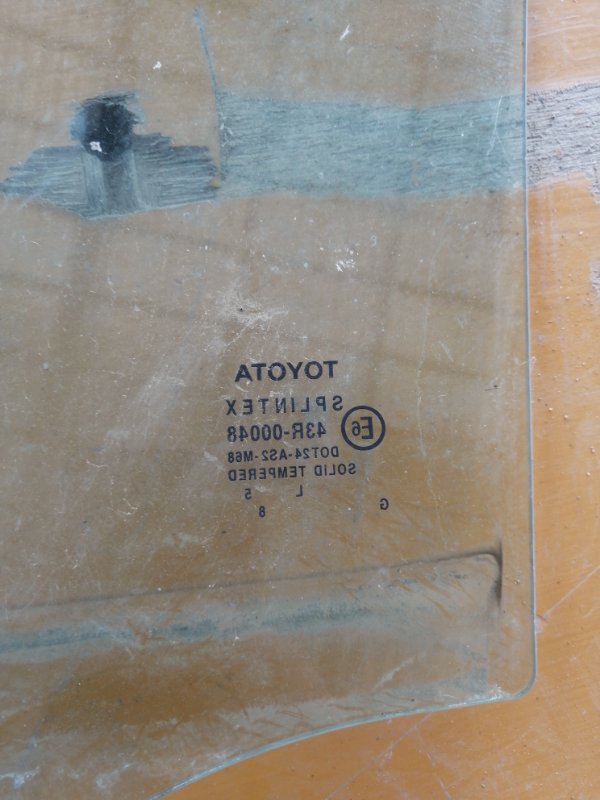 TOYOTA
SPLINTEX
E6 43R-00048
DOT24-AS2-M68
SOLID TEMPERED
L 5
G 8